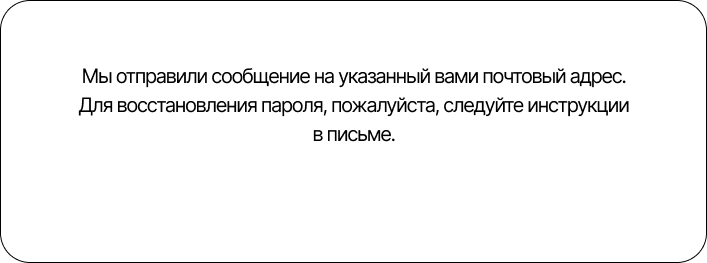 Мы отправили сообщение на указанный вами почтовый адрес.
Для восстановления пароля, пожалуйста, следуйте инструкции
в письме.